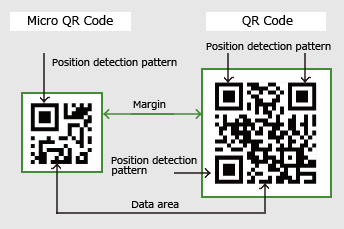 Micro QR Code
QR Code
Position detection pattern
Position detection pattern
Margin
Position detection
pattern
Data area